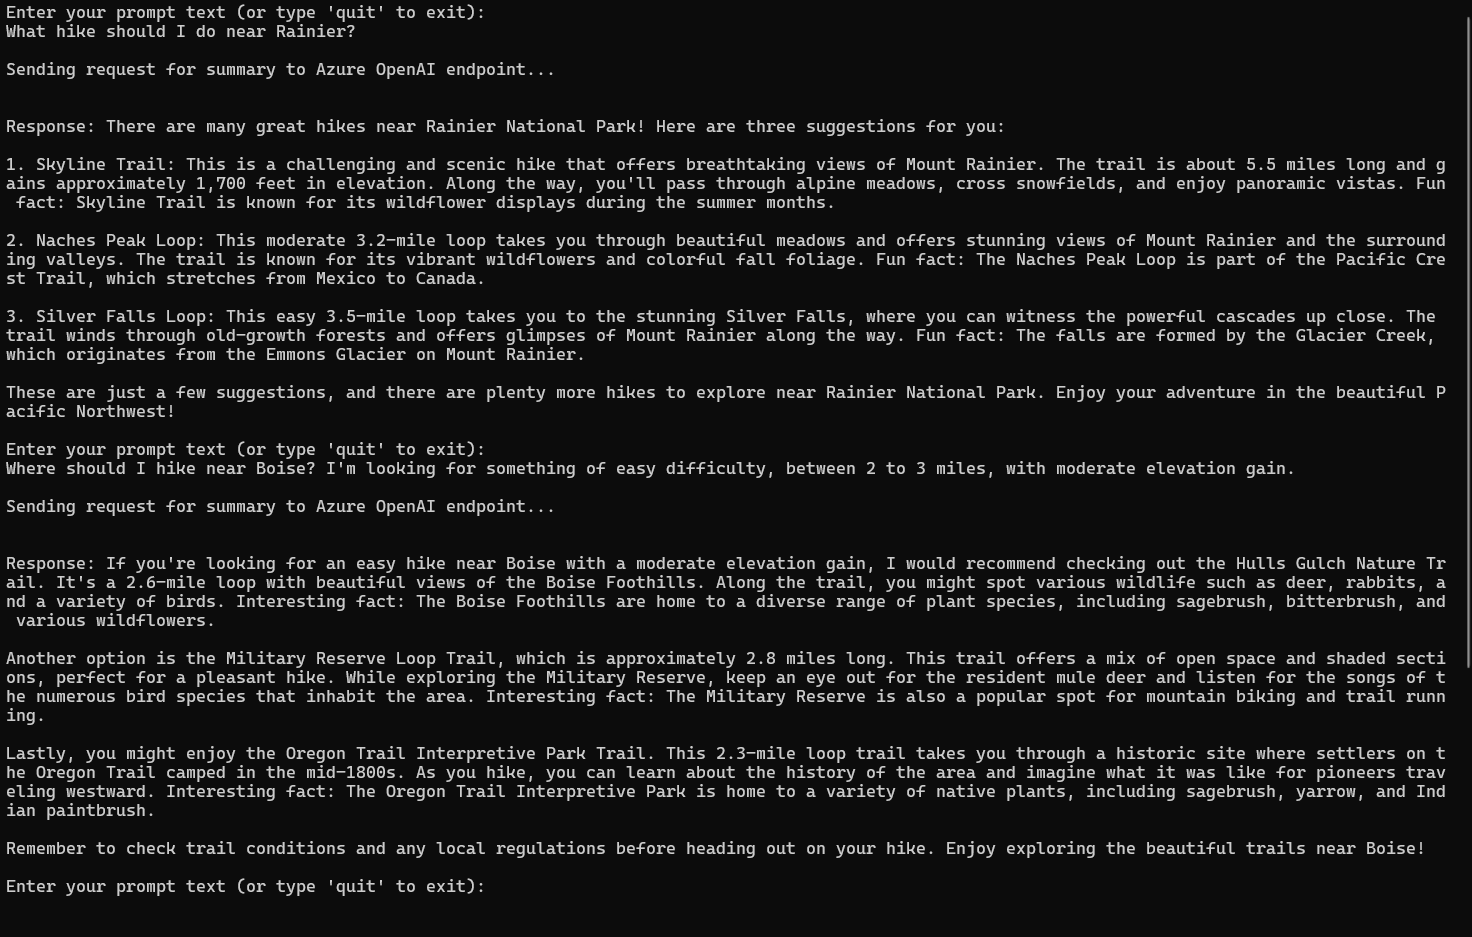 Enter your prompt text (or type 'quit' to exit):
What hike should I do near Rainier?
Sending request for summary to Azure OpenAI endpoint...
Response: There are many great hikes near Rainier National Park! Here are three suggestions for you:
1. Skyline Trail: This is a challenging and scenic hike that offers breathtaking views of Mount Rainier. The trail is about 5.5 miles long and g
ains approximately 1,700 feet in elevation. Along the way, you'll pass through alpine meadows, cross snowfields, and enjoy panoramic vistas. Fun
 fact: Skyline Trail is known for its wildflower displays during the summer months.
2. Naches Peak Loop: This moderate 3.2-mile loop takes you through beautiful meadows and offers stunning views of Mount Rainier and the surround
ing valleys. The trail is known for its vibrant wildflowers and colorful fall foliage. Fun fact: The Naches Peak Loop is part of the Pacific Cre
st Trail, which stretches from Mexico to Canada.
3. Silver Falls Loop: This easy 3.5-mile loop takes you to the stunning Silver Falls, where you can witness the powerful cascades up close. The
trail winds through old-growth forests and offers glimpses of Mount Rainier along the way. Fun fact: The falls are formed by the Glacier Creek,
which originates from the Emmons Glacier on Mount Rainier.
These are just a few suggestions, and there are plenty more hikes to explore near Rainier National Park. Enjoy your adventure in the beautiful P
acific Northwest!
Enter your prompt text (or type 'quit' to exit):
Where should I hike near Boise? I'm looking for something of easy difficulty, between 2 to 3 miles, with moderate elevation gain.
Sending request for summary to Azure OpenAI endpoint...
Response: If you're looking for an easy hike near Boise with a moderate elevation gain, I would recommend checking out the Hulls Gulch Nature Tr
ail. It's a 2.6-mile loop with beautiful views of the Boise Foothills. Along the trail, you might spot various wildlife such as deer, rabbits, a
nd a variety of birds. Interesting fact: The Boise Foothills are home to a diverse range of plant species, including sagebrush, bitterbrush, and
 various wildflowers.
Another option is the Military Reserve Loop Trail, which is approximately 2.8 miles long. This trail offers a mix of open space and shaded secti
ons, perfect for a pleasant hike. While exploring the Military Reserve, keep an eye out for the resident mule deer and listen for the songs of t
he numerous bird species that inhabit the area. Interesting fact: The Military Reserve is also a popular spot for mountain biking and trail runn
ing.
Lastly, you might enjoy the Oregon Trail Interpretive Park Trail. This 2.3-mile loop trail takes you through a historic site where settlers on t
he Oregon Trail camped in the mid-1800s. As you hike, you can learn about the history of the area and imagine what it was like for pioneers trav
eling westward. Interesting fact: The Oregon Trail Interpretive Park is home to a variety of native plants, including sagebrush, yarrow, and Ind
ian paintbrush.
Remember to check trail conditions and any local regulations before heading out on your hike. Enjoy exploring the beautiful trails near Boise!
Enter your prompt text (or type 'quit' to exit):